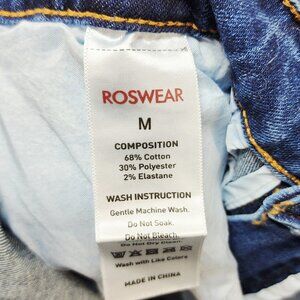 ROSWEAR
M
COMPOSITION
68% Cotton
30% Polyester
2% Elastane
WASH INSTRUCTION
Gentle Machine Wash.
Do Not Soak.
Do Not Bleach.
Do Not Dry Clean.
Wash with Like Colors
MADE IN CHINA